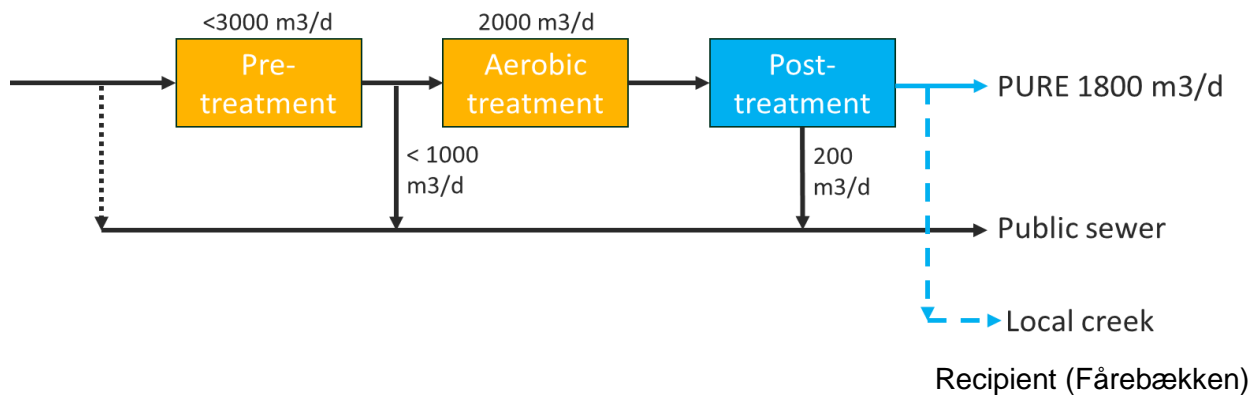 <3000 m3/d
2000 m3/d
Pre-
treatment
Aerobic
treatment
Post-
treatment
PURE 1800 m3/d
< 1000
m3/d
200
m3/d
Public sewer
Local creek
Recipient (Fårebækken)